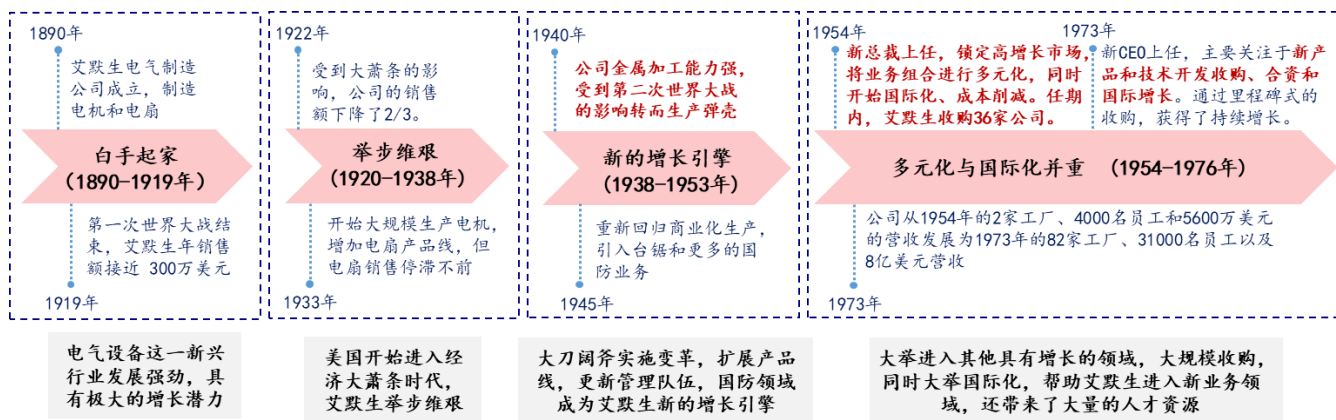 1890年
艾默生电气制造
公司成立，制造
电机和电扇
白手起家
（1890-1919年）
第一次世界大战结
束，艾默生年销售
额接近 300万美元
1919年
电气设备这一新兴
行业发展强劲，具
有极大的增长潜力
1922年
受到大萧条的影
响，公司的销售
额下降了2/3。
举步维艰
（1920-1938年）
开始大规模生产电机，
增加电扇产品线，但
电扇销售停滞不前
1933年
美国开始进入经
济大萧条时代，
艾默生举步维艰
1940年
公司金属加工能力强，
受到第二次世界大战
的影响转而生产弹壳
新的增长引擎
（1938-1953年）
重新回归商业化生产，
引入台锯和更多的国
防业务
1945年
大刀阔斧实施变革，扩展产品
线，更新管理队伍，国防领域
成为艾默生新的增长引擎
1954年
新总裁上任，锁定高增长市场，
将业务组合进行多元化，同时
开始国际化、成本削减。任期
内，艾默生收购36家公司。
1973年
新CEO上任，主要关注于新产
品和技术开发收购、合资和
国际增长。通过里程碑式的
收购，获得了持续增长。
多元化与国际化并重 （1954-1976年）
公司从1954年的2家工厂、4000名员工和5600万美元
的营收发展为1973年的82家工厂、31000名员工以及
8亿美元营收
1973年
大举进入其他具有增长的领域，大规模收购，
同时大举国际化，帮助艾默生进入新业务领
域，还带来了大量的人才资源